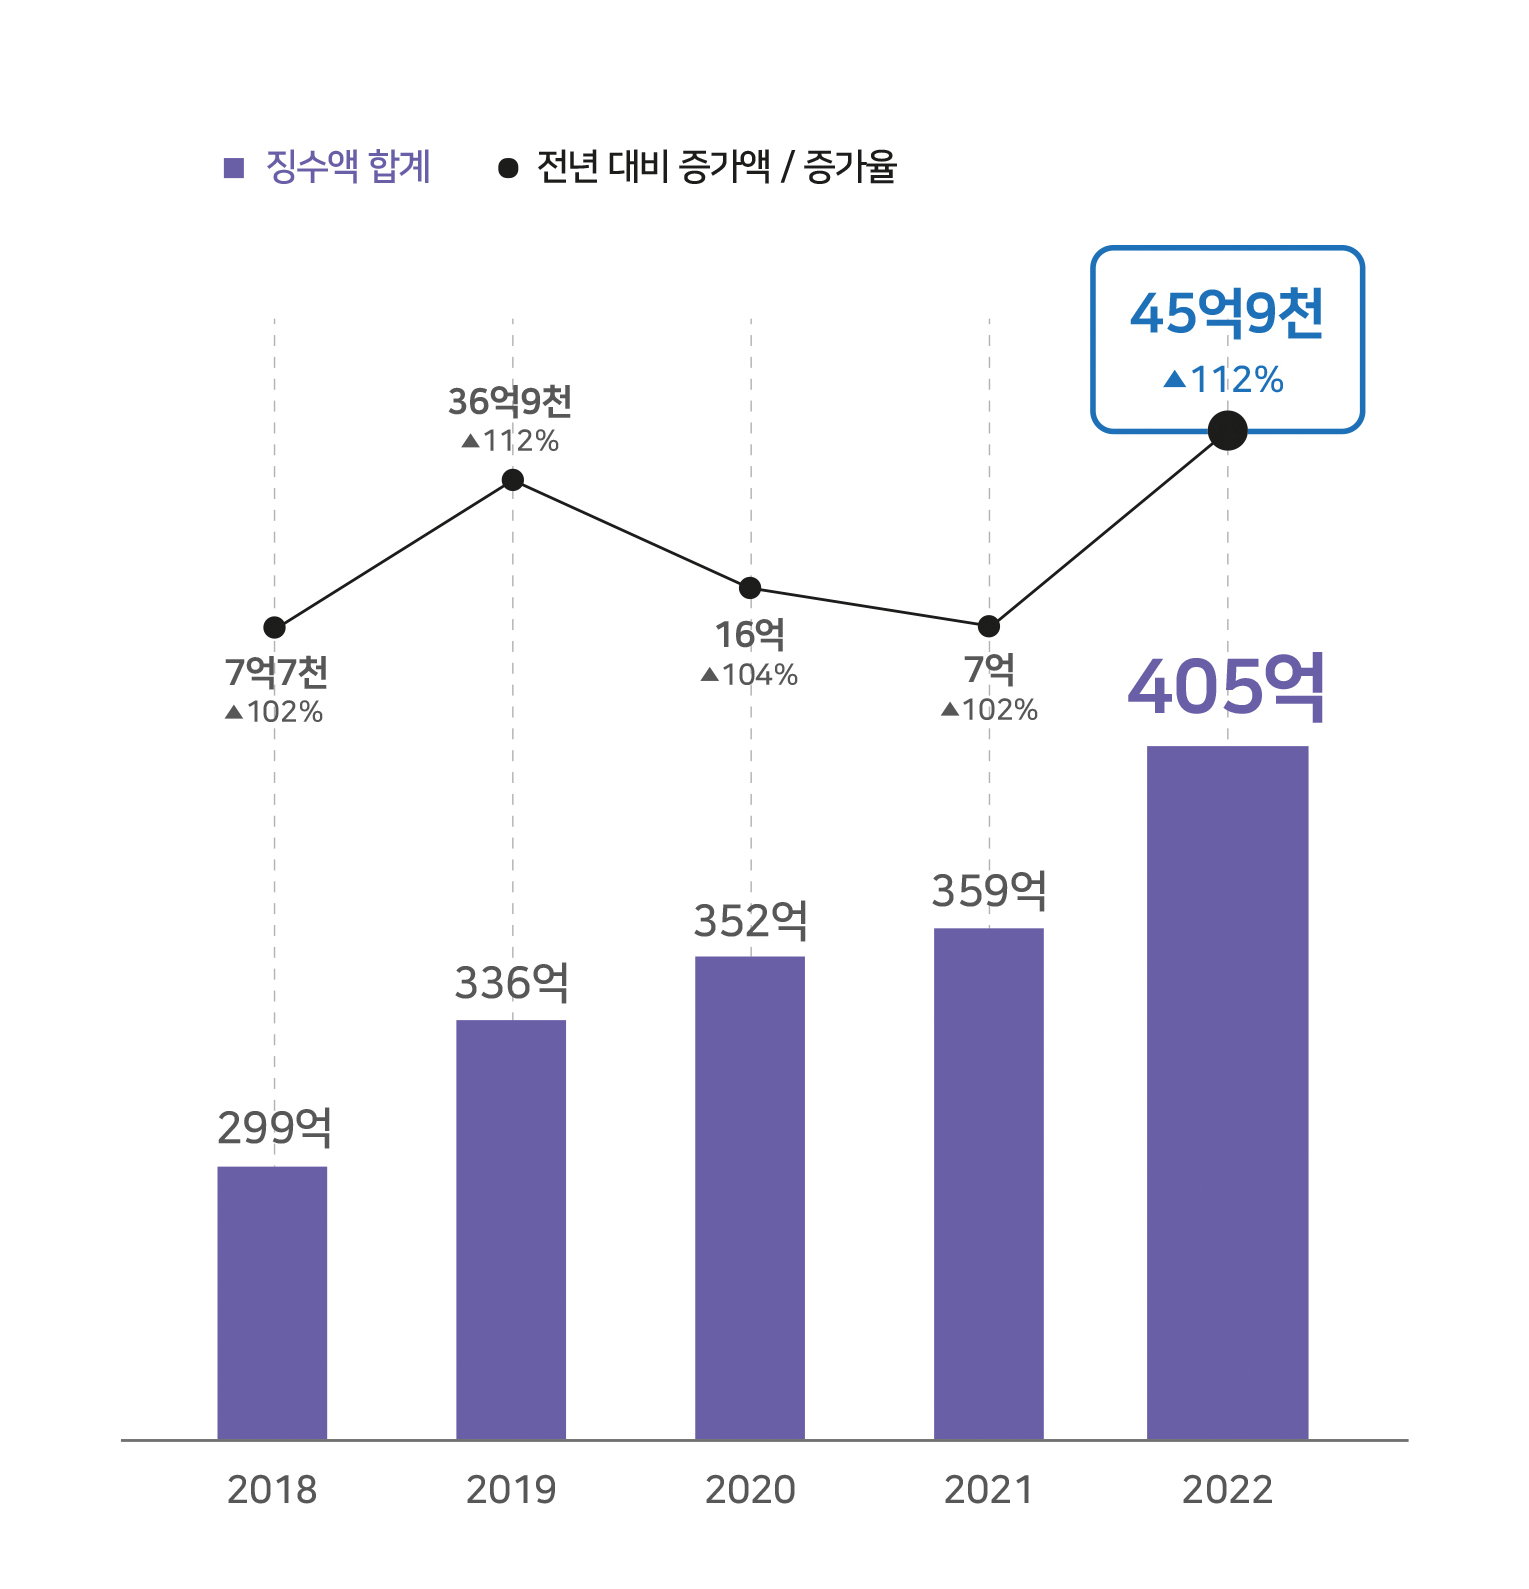 ■ 징수액 합계 ● 전년 대비 증가액 / 증가율
45억9천
▲112%
36억9천
▲112%
16억
▲104%
7억7천
▲102%
7억
▲102%
405억
359억
352억
336억
299억
2018 2019 2020 2021 2022